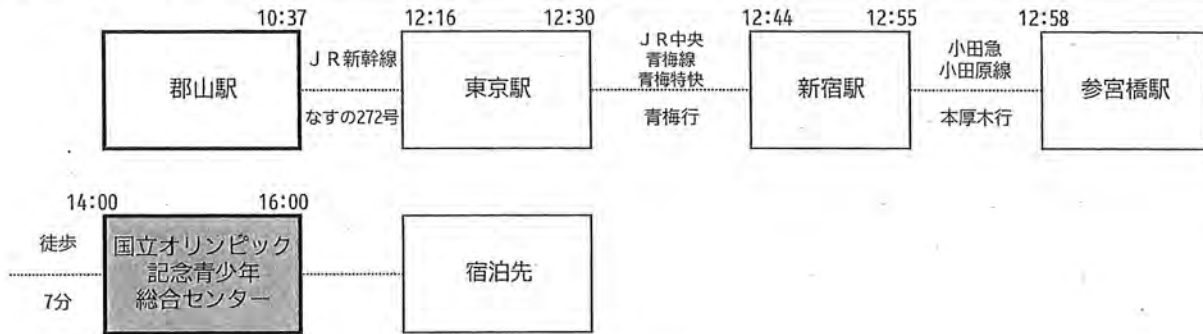 10:37
12:16
12:30
12:44
12:55
12:58
郡山駅
JR新幹線
なすの272号
東京駅
JR中央
青梅線
青梅特快
青梅行
新宿駅
小田急
小田原線
本厚木行
参宮橋駅
14:00
16:00
徒歩
7分
国立オリンピック
記念青少年
総合センター
宿泊先